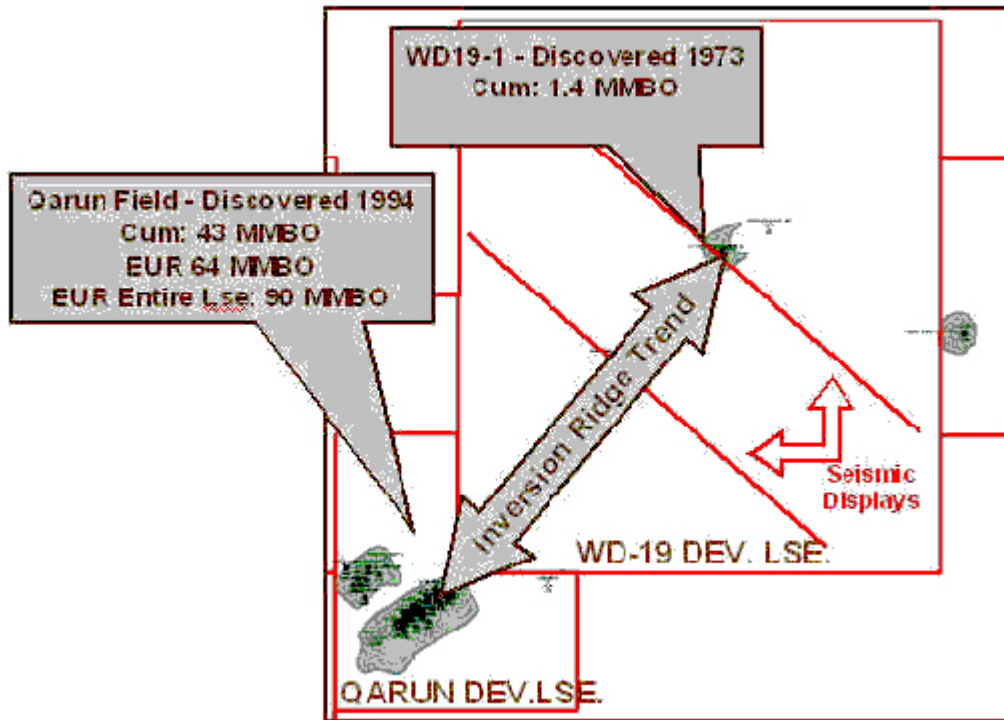 WD19-1 - Discovered 1973
Cum: 1.4 MMBO
Qarun Field - Discovered 1994
Cum: 43 MMBO
EUR 64 MMBO
EUR Entire Lse: 90 MMBO
Inversion Ridge Trend
Seismic
Displays
WD-19 DEV. LSE.
QARUN DEV.LSE.